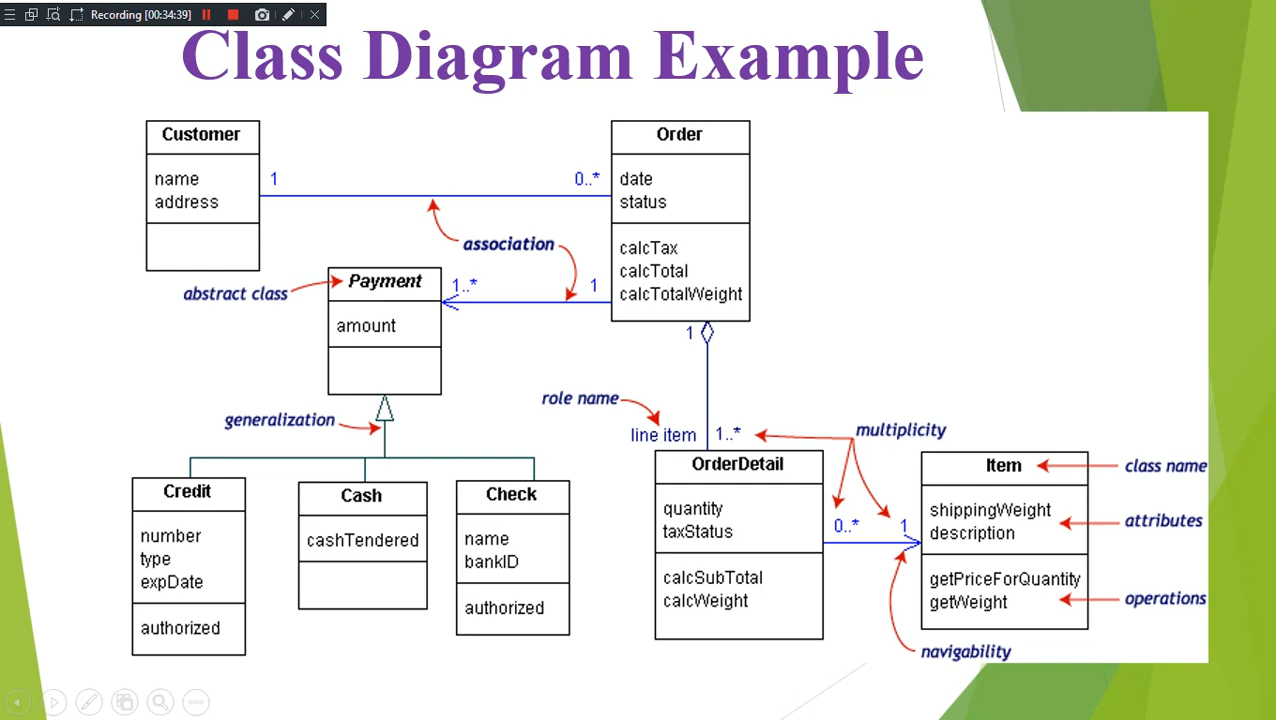 Recording [00:34:39]
Class Diagram Example
Customer
name
address
1
0..*
Order
date
status
calcTax
calcTotal
calcTotalWeight
association
abstract class
Payment
amount
1..*
1
generalization
1
role name
line item
1..*
multiplicity
Credit
number
type
expDate
authorized
Cash
cashTendered
Check
name
bankID
authorized
OrderDetail
quantity
taxStatus
calcSubTotal
calcWeight
0..*
1
Item
shippingWeight
description
getPriceForQuantity
getWeight
class name
attributes
operations
navigability